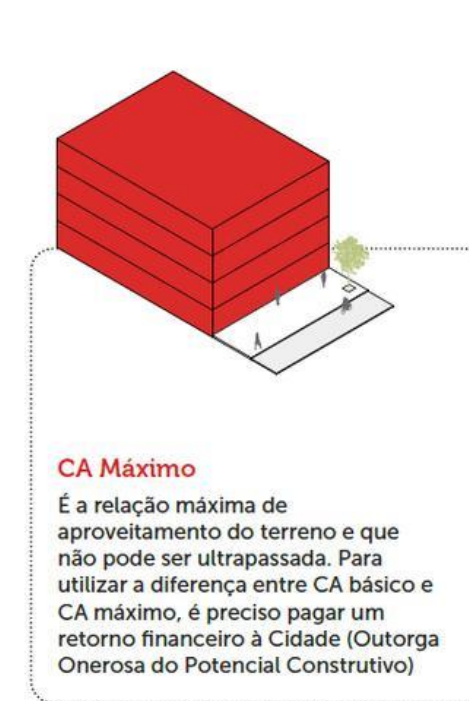 CA Máximo
É a relação máxima de
aproveitamento do terreno e que
não pode ser ultrapassada. Para
utilizar a diferença entre CA básico e
CA máximo, é preciso pagar um
retorno financeiro à Cidade (Outorga
Onerosa do Potencial Construtivo)